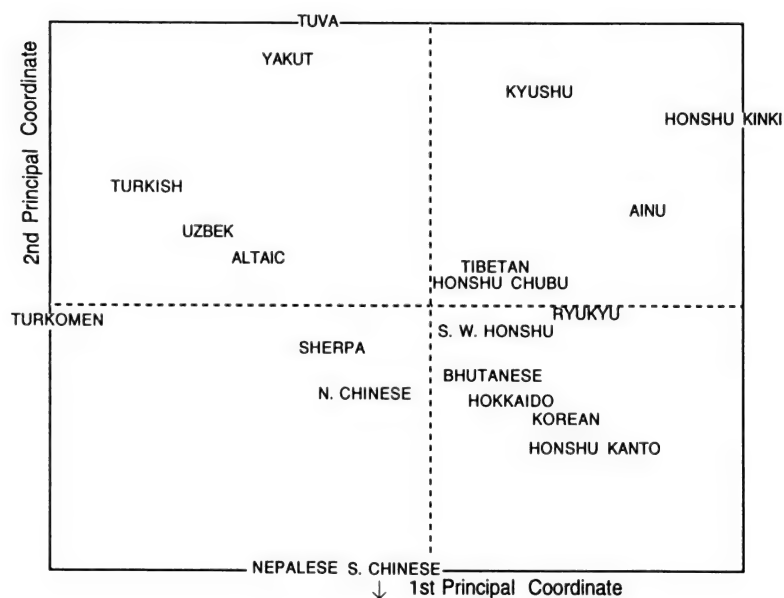 TUVA
YAKUT
KYUSHU
HONSHU KINKI
TURKISH
AINU
UZBEK
ALTAIC
TIBETAN
HONSHU CHUBU
TURKOMEN
RYUKYU
S. W. HONSHU
SHERPA
BHUTANESE
N. CHINESE
HOKKAIDO
KOREAN
HONSHU KANTO
NEPALESE S. CHINESE
↓ 1st Principal Coordinate
2nd Principal Coordinate